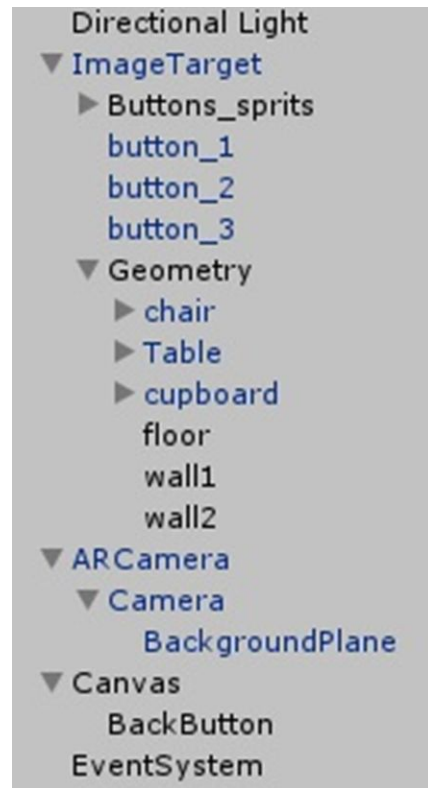 Directional Light
ImageTarget
Buttons_sprits
button_1
button_2
button_3
Geometry
chair
Table
cupboard
floor
wall1
wall2
ARCamera
Camera
BackgroundPlane
Canvas
BackButton
EventSystem